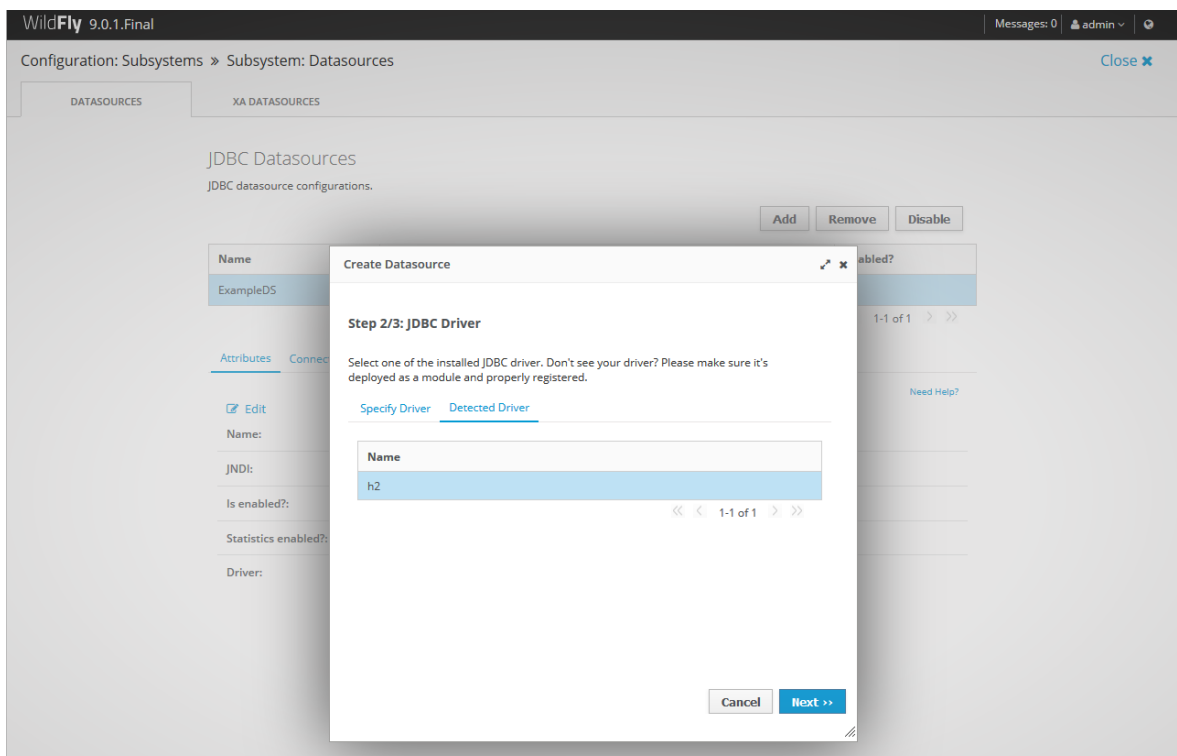 WildFly 9.0.1.Final
Messages: 0 admin
Configuration: Subsystems » Subsystem: Datasources
Close ✖
DATASOURCES XA DATASOURCES
JDBC Datasources
JDBC datasource configurations.
Add Remove Disable
Name abled?
ExampleDS
1-1 of 1
Attributes Connec
Need Help?
Edit
Name:
JNDI:
Is enabled?:
Statistics enabled?:
Driver:
Create Datasource
Step 2/3: JDBC Driver
Select one of the installed JDBC driver. Don't see your driver? Please make sure it's
deployed as a module and properly registered.
Specify Driver Detected Driver
Name
h2
1-1 of 1
Cancel Next ››